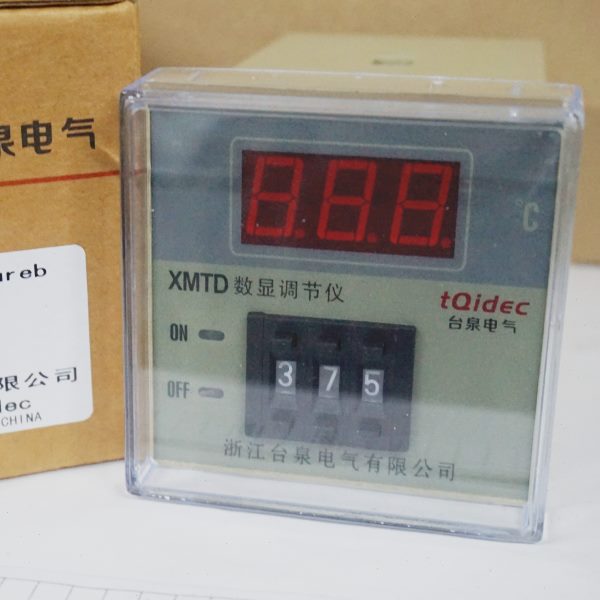 泉电气
8.8.8.
°C
XMTD 数显调节仪
tQidec
台泉电气
ON
OFF
3 7 5
浙江台泉电气有限公司
ureb
限公司
dec
CHINA